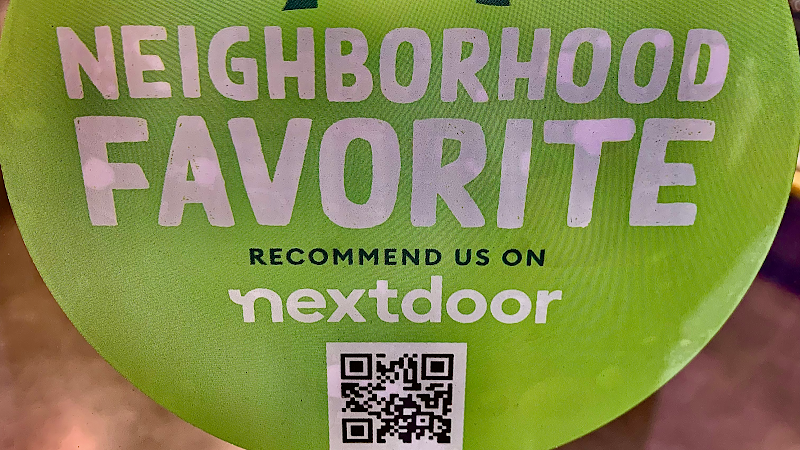 NEIGHBORHOOD
FAVORITE
RECOMMEND US ON
nextdoor